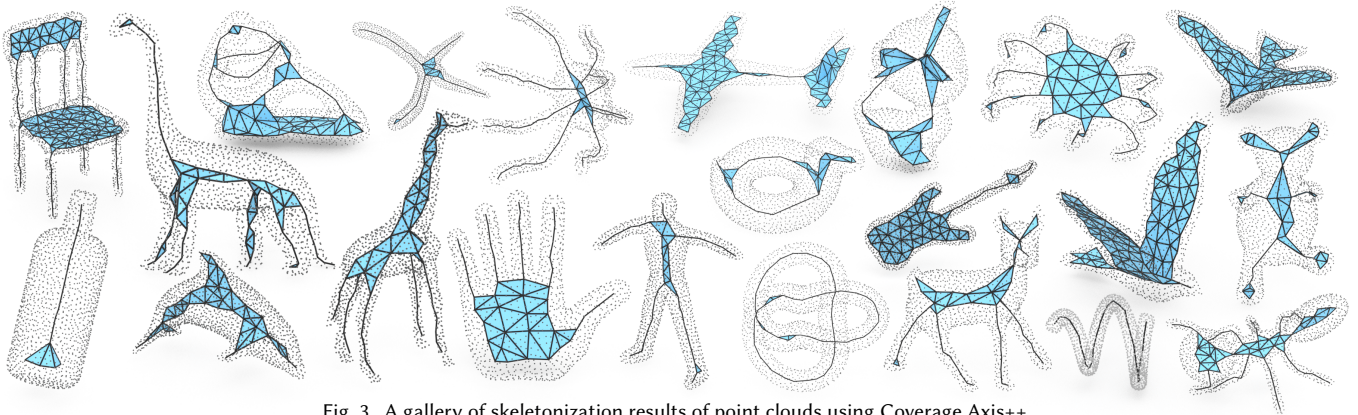 Fig. 3. A gallery of skeletonization results of point clouds using Coverage Axis++